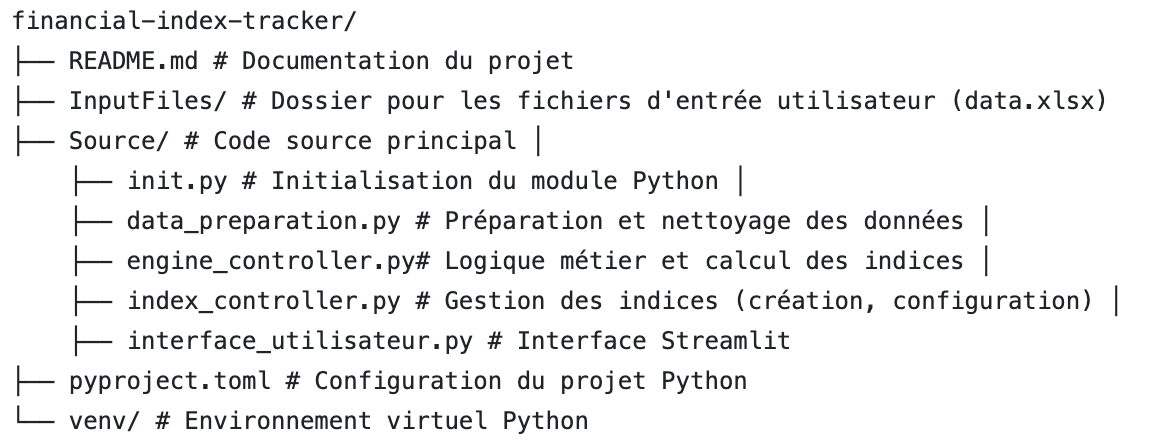 financial-index-tracker/
├── README.md # Documentation du projet
├── InputFiles/ # Dossier pour les fichiers d'entrée utilisateur (data.xlsx)
├── Source/ # Code source principal │
    ├── init.py # Initialisation du module Python │
    ├── data_preparation.py # Préparation et nettoyage des données │
    ├── engine_controller.py# Logique métier et calcul des indices │
    ├── index_controller.py # Gestion des indices (création, configuration) │
    ├── interface_utilisateur.py # Interface Streamlit
├── pyproject.toml # Configuration du projet Python
└── venv/ # Environnement virtuel Python